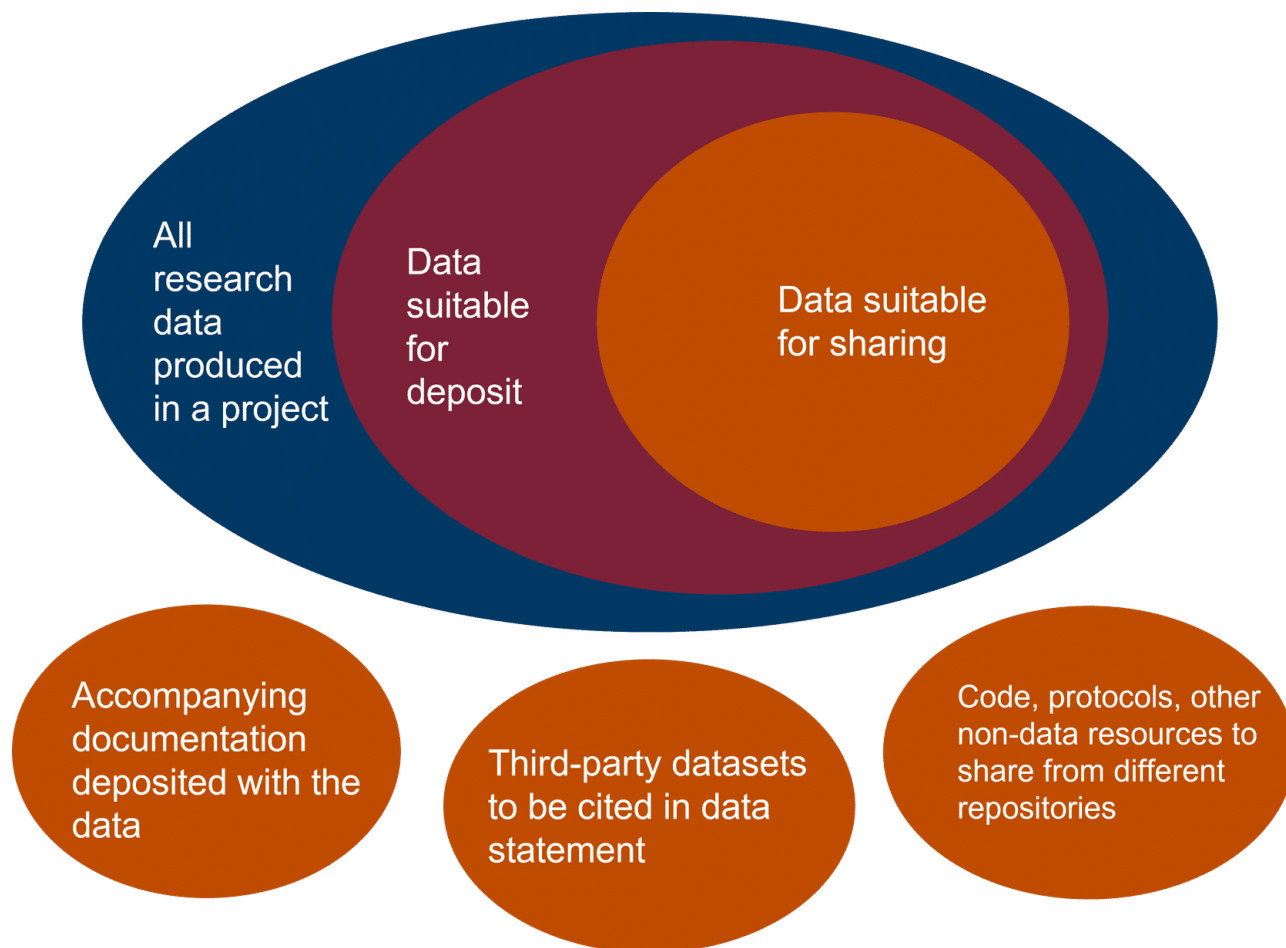 All
research
data
produced
in a project
Data
suitable
for
deposit
Data suitable
for sharing
Accompanying
documentation
deposited with the
data
Third-party datasets
to be cited in data
statement
Code, protocols, other
non-data resources to
share from different
repositories